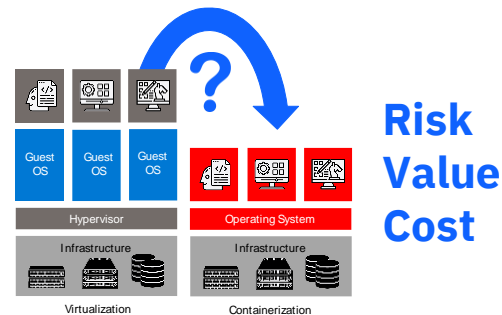 ?
Guest
OS
Guest
OS
Guest
OS
Hypervisor
Operating System
Infrastructure
Infrastructure
Virtualization
Containerization
Risk
Value
Cost